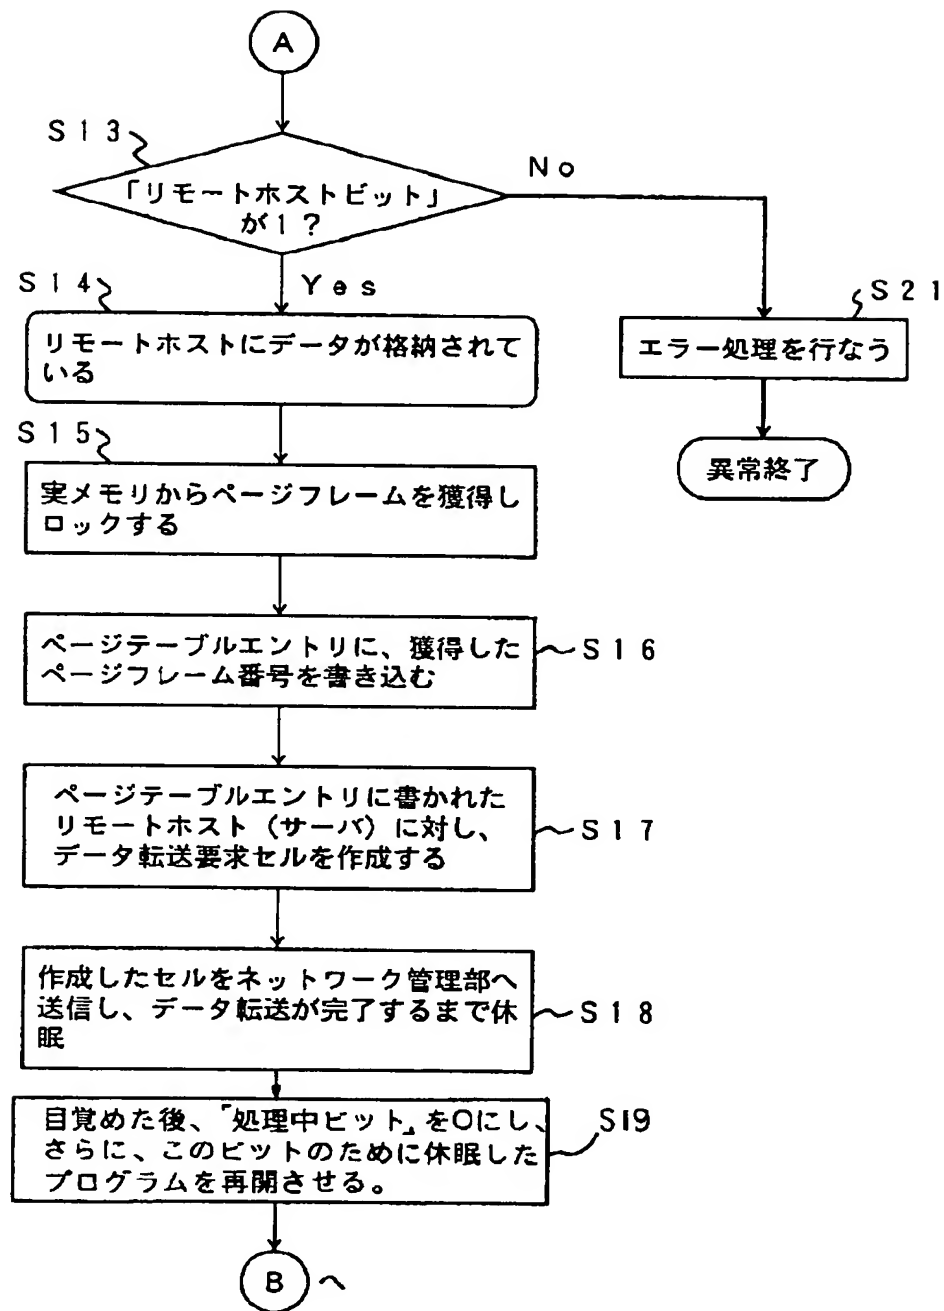 A
S13
「リモートホストビット」
が1?
No
Yes
S14
リモートホストにデータが格納されて
いる
S21
エラー処理を行なう
異常終了
S15
実メモリからページフレームを獲得し
ロックする
ページテーブルエントリに、獲得した
ページフレーム番号を書き込む
S16
ページテーブルエントリに書かれた
リモートホスト(サーバ)に対し、
データ転送要求セルを作成する
S17
作成したセルをネットワーク管理部へ
送信し、データ転送が完了するまで休
眠
S18
目覚めた後、「処理中ビット」を0にし、
さらに、このビットのために休眠した
プログラムを再開させる。
S19
B へ